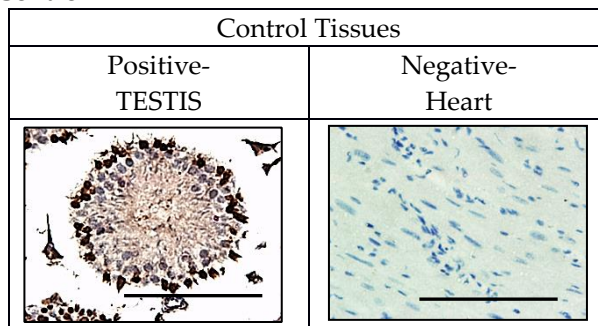 Control Tissues
Positive-
TESTIS
Negative-
Heart